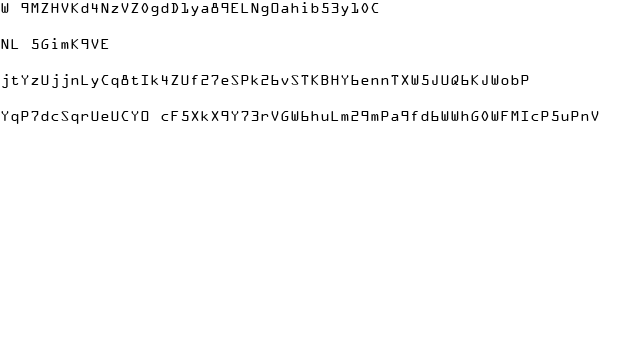 W 9MZHVKd4NzVZ0gdD1ya89ELNgOahib53y10C
NL 5GimK9VE
jtYzUjjnLyCq8tIk4ZUf27eSPk26vSTKBHY6ennTXW5JUQ6KJWobP
YqP7dcSqrUeUCYO cF5XkX9Y73rVGW6huLm29mPa9fd6WWhG0WFMIcP5uPnV